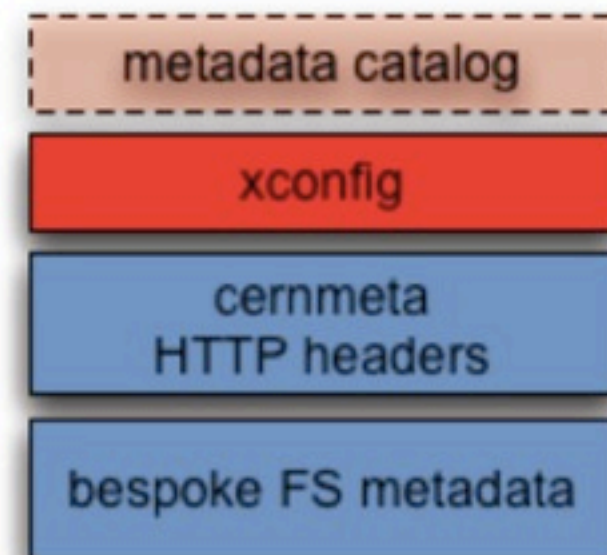 metadata catalog
xconfig
cernmeta
HTTP headers
bespoke FS metadata